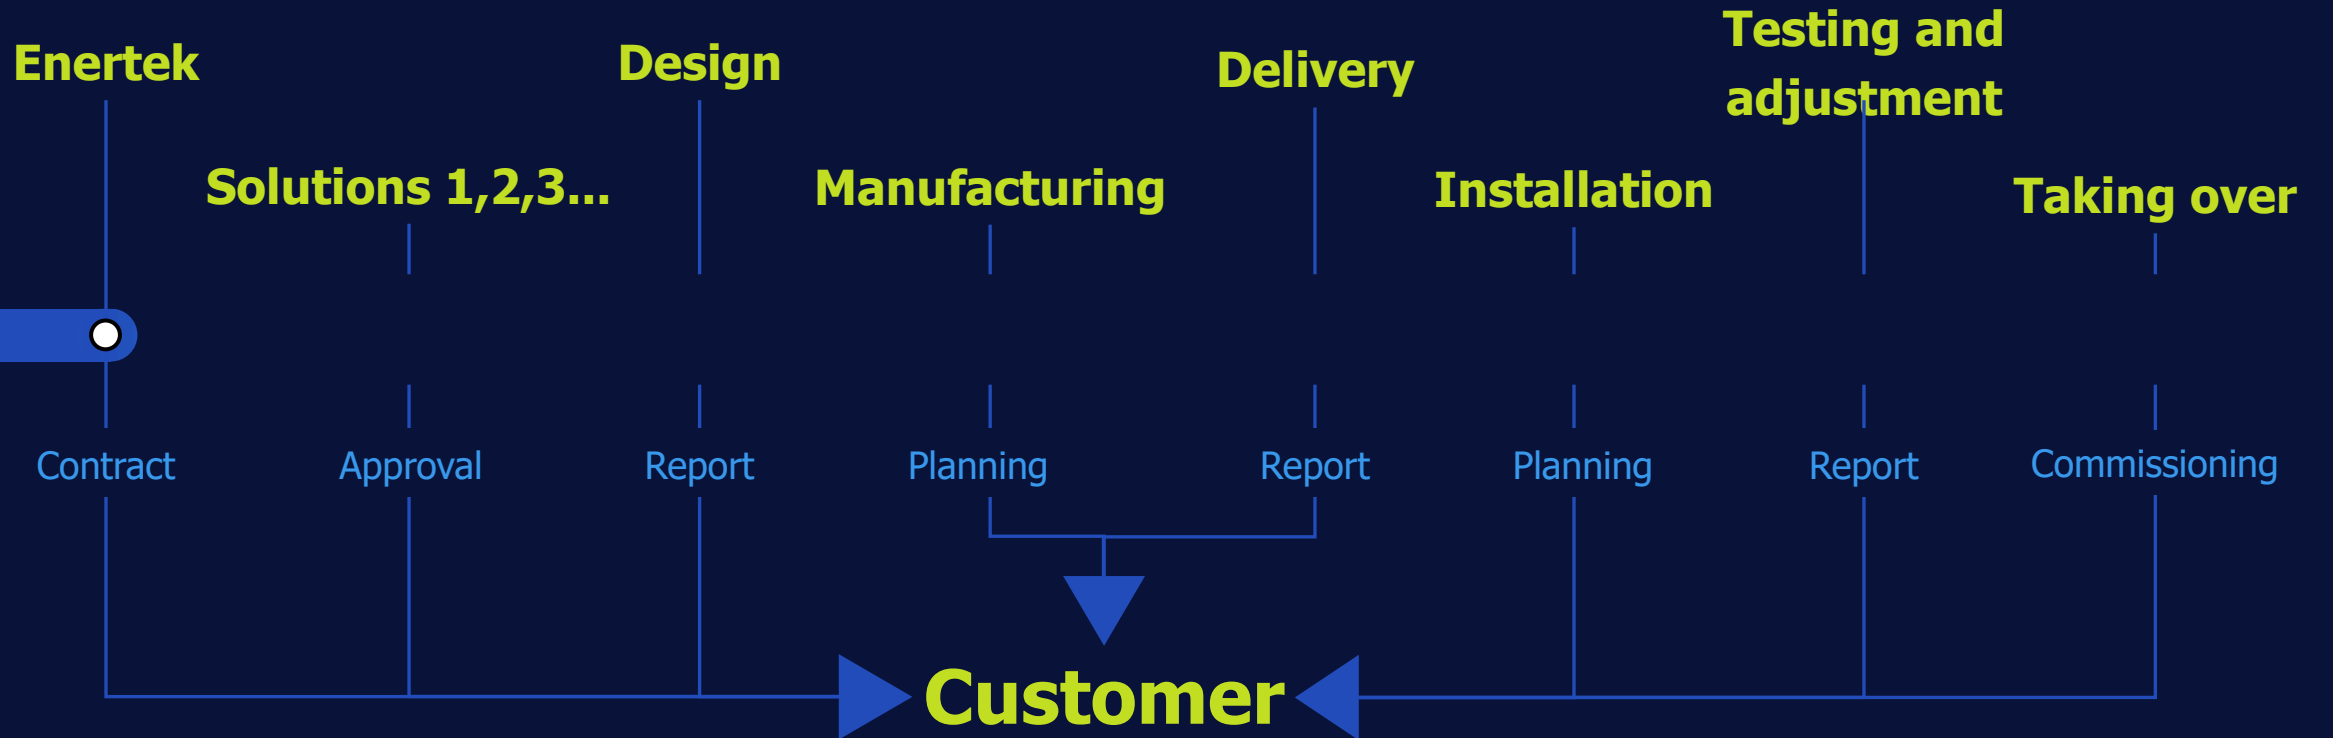 Enertek
Solutions 1,2,3...
Design
Manufacturing
Delivery
Installation
Testing and
adjustment
Taking over
Contract
Approval
Report
Planning
Report
Planning
Report
Commissioning
Customer